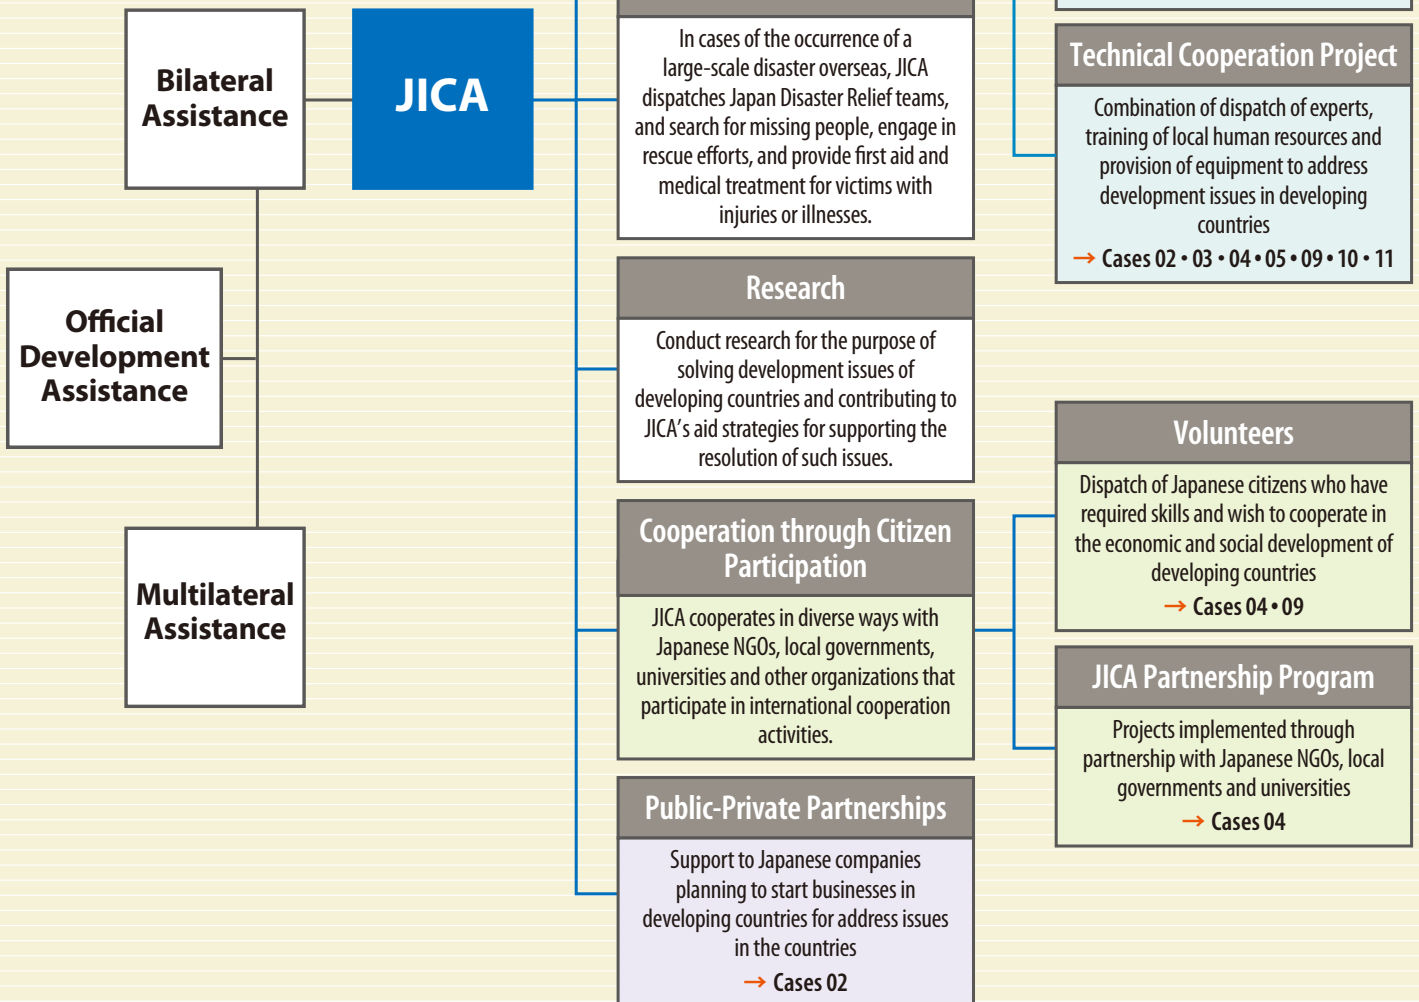 Bilateral
Assistance
JICA
Official
Development
Assistance
Multilateral
Assistance
In cases of the occurrence of a
large-scale disaster overseas, JICA
dispatches Japan Disaster Relief teams,
and search for missing people, engage in
rescue efforts, and provide first aid and
medical treatment for victims with
injuries or illnesses.
Research
Conduct research for the purpose of
solving development issues of
developing countries and contributing to
JICA's aid strategies for supporting the
resolution of such issues.
Cooperation through Citizen
Participation
JICA cooperates in diverse ways with
Japanese NGOs, local governments,
universities and other organizations that
participate in international cooperation
activities.
Public-Private Partnerships
Support to Japanese companies
planning to start businesses in
developing countries for address issues
in the countries
→ Cases 02
Technical Cooperation Project
Combination of dispatch of experts,
training of local human resources and
provision of equipment to address
development issues in developing
countries
→ Cases 02 • 03 • 04 • 05 • 09 • 10 • 11
Volunteers
Dispatch of Japanese citizens who have
required skills and wish to cooperate in
the economic and social development of
developing countries
→ Cases 04 • 09
JICA Partnership Program
Projects implemented through
partnership with Japanese NGOs, local
governments and universities
→ Cases 04